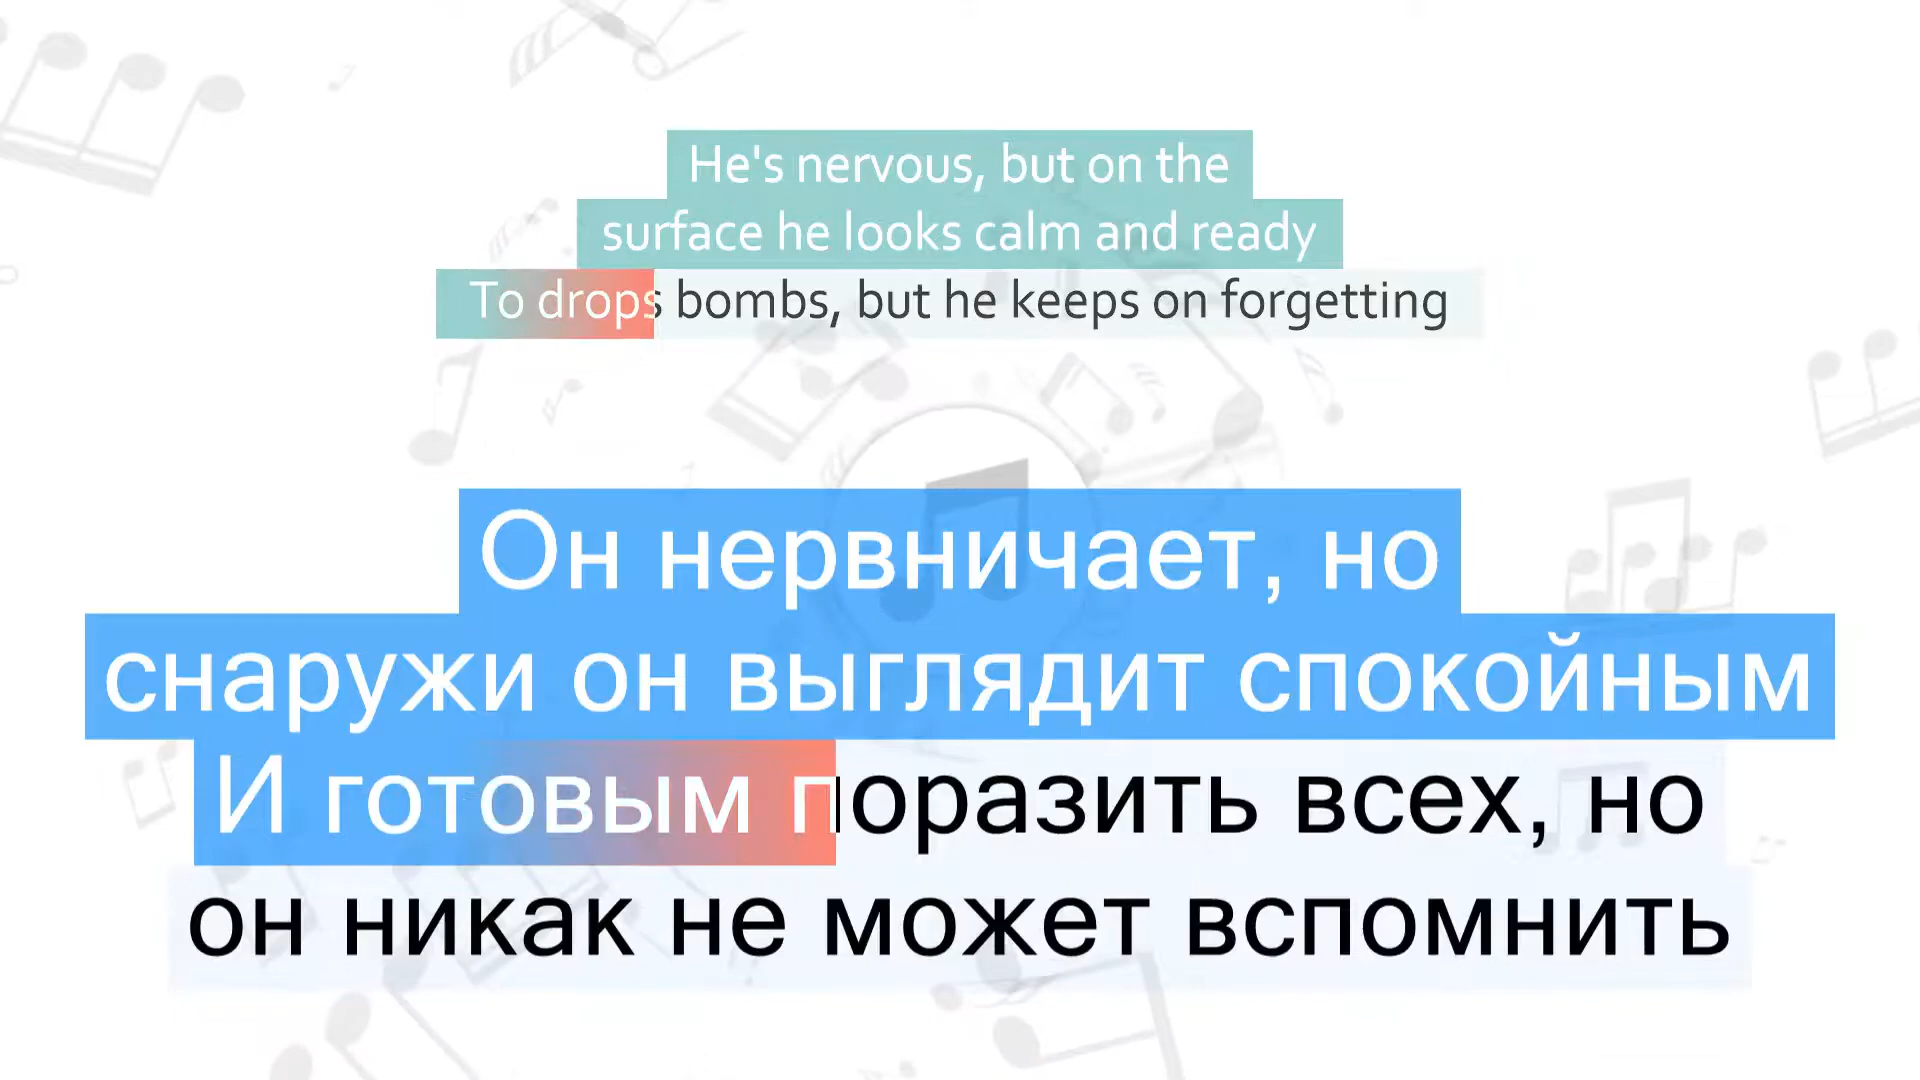 He's nervous, but on the
surface he looks calm and ready
To drops bombs, but he keeps on forgetting
Он нервничает, но
снаружи он выглядит спокойным
И готовым поразить всех, но
он никак не может вспомнить